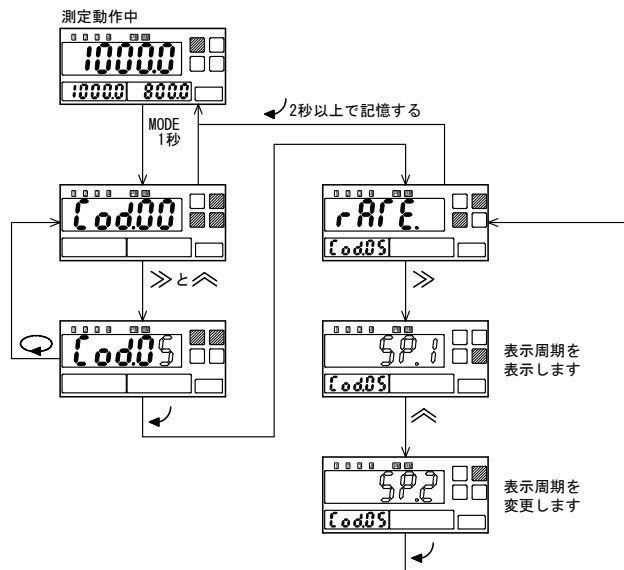 測定動作中
1000.0
1000.0 800.0
MODE
1秒
2秒以上で記憶する
Cod.00
≫と︽
Cod.05
rATE.
Cod.05
≫
SP.1
Cod.05
表示周期を
表示します
︽
SP.2
Cod.05
表示周期を
変更します